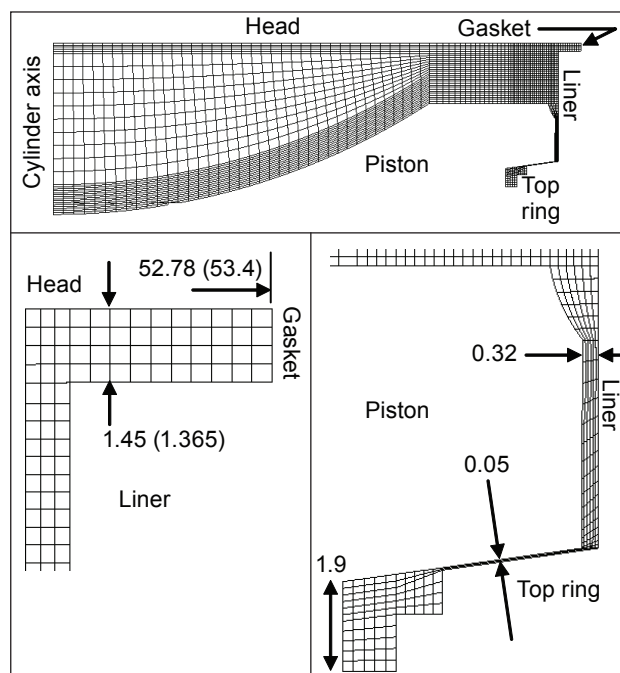 Head
Gasket
Cylinder axis
Liner
Piston
Top
ring
52.78 (53.4)
Head
Gasket
1.45 (1.365)
Liner
0.32
Liner
Piston
0.05
1.9
Top ring